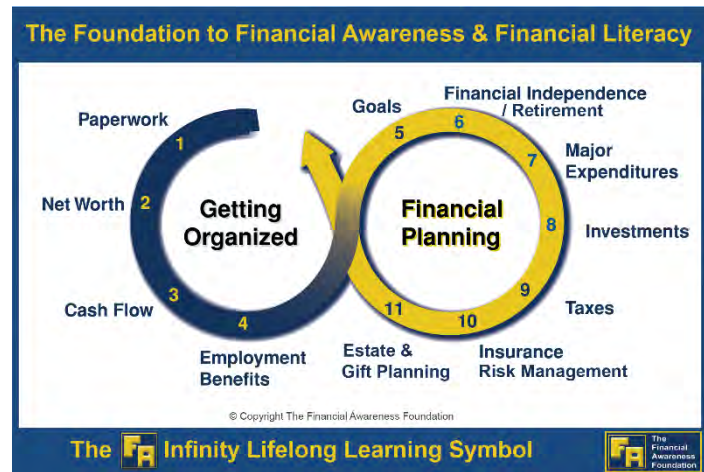 The Foundation to Financial Awareness & Financial Literacy
Paperwork
1
Net Worth
2
Cash Flow
3
4
Employment
Benefits
Getting
Organized
Goals
5
Financial Independence
/ Retirement
6
7
Major
Expenditures
8
Investments
9
Taxes
10
Insurance
Risk Management
11
Estate &
Gift Planning
Financial
Planning
© Copyright The Financial Awareness Foundation
The FA Infinity Lifelong Learning Symbol
FA
The
Financial
Awareness
Foundation